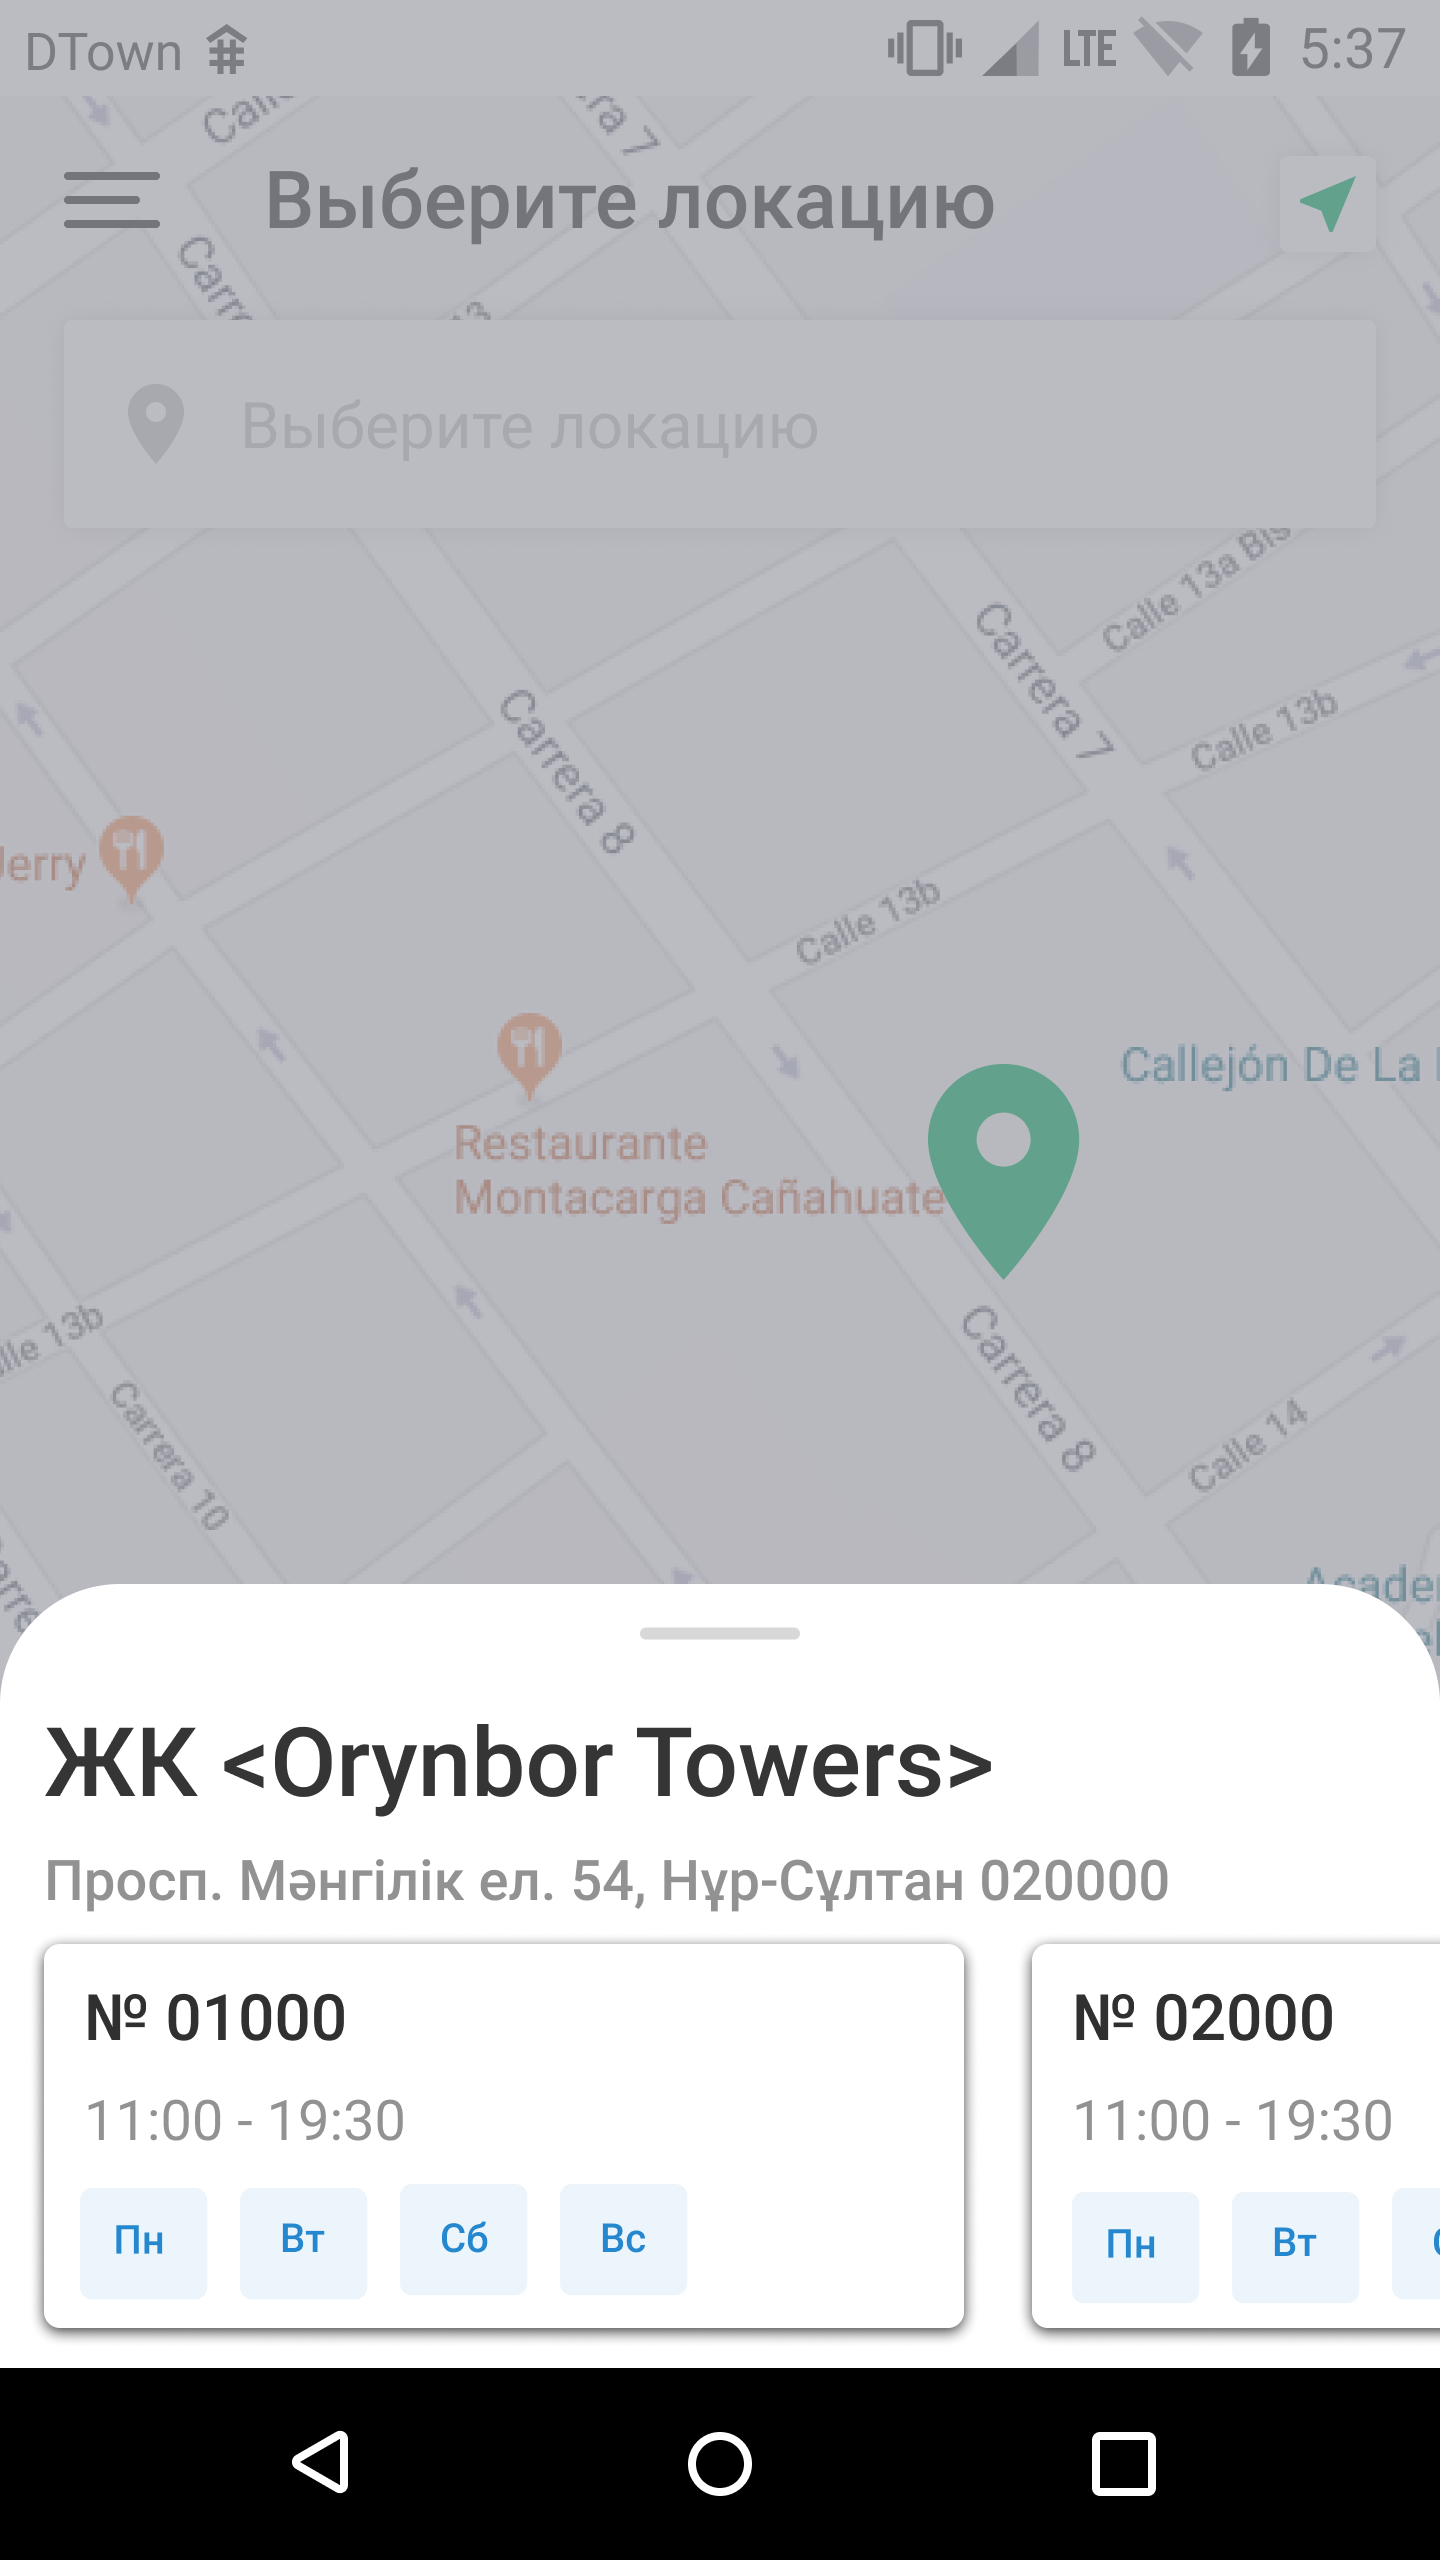 DTown
LTE
5:37
Calle
Выберите локацию
Выберите локацию
Calle 13a Bis
Carrera 7
Calle 13b
Carrera 8
Jerry
Calle 13b
Callejón De La
Restaurante
Montacarga Cañahuate
13b
Carrera 8
Carrera 10
Calle 14
ЖК <Orynbor Towers>
Просп. Мәнгілік ел. 54, Нұр-Сұлтан 020000
№ 01000
№ 02000
11:00 - 19:30
11:00 - 19:30
Пн Вт Сб Вс
Пн Вт